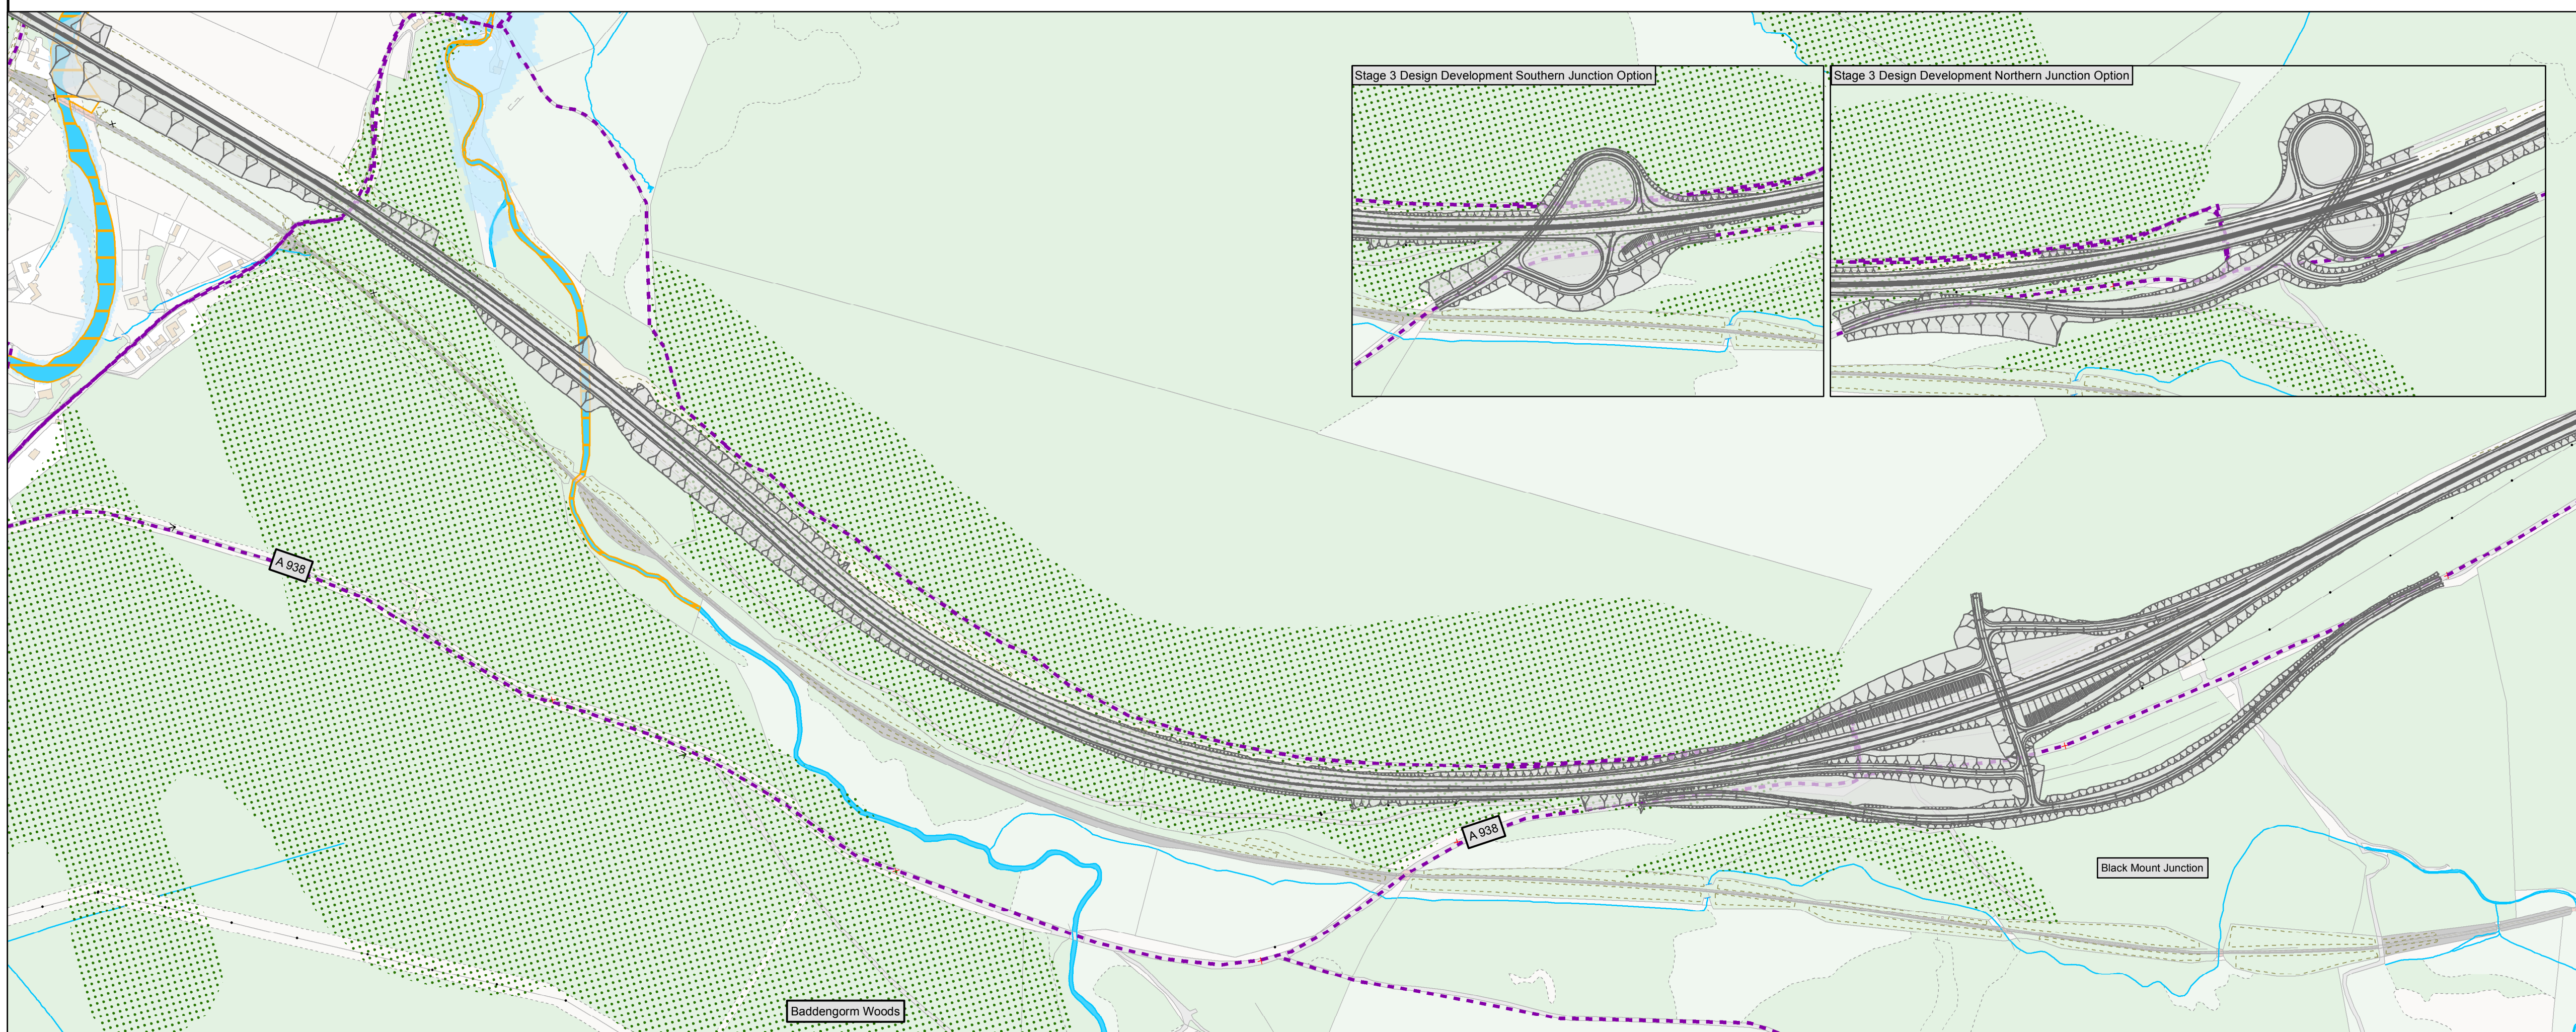 Stage 3 Design Development Southern Junction Option
Stage 3 Design Development Northern Junction Option
A 938
A 938
Black Mount Junction
Baddengorm Woods